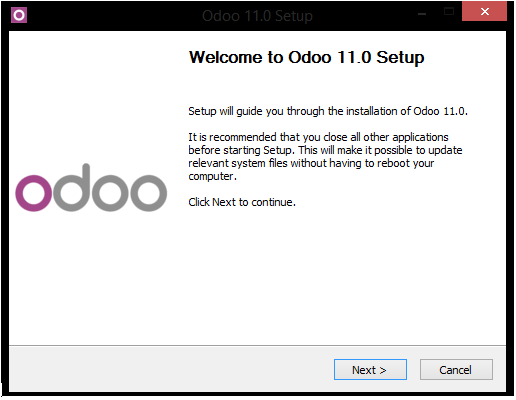 Odoo 11.0 Setup
Welcome to Odoo 11.0 Setup
Setup will guide you through the installation of Odoo 11.0.
It is recommended that you close all other applications
before starting Setup. This will make it possible to update
relevant system files without having to reboot your
computer.
Click Next to continue.
odoo
Next >
Cancel